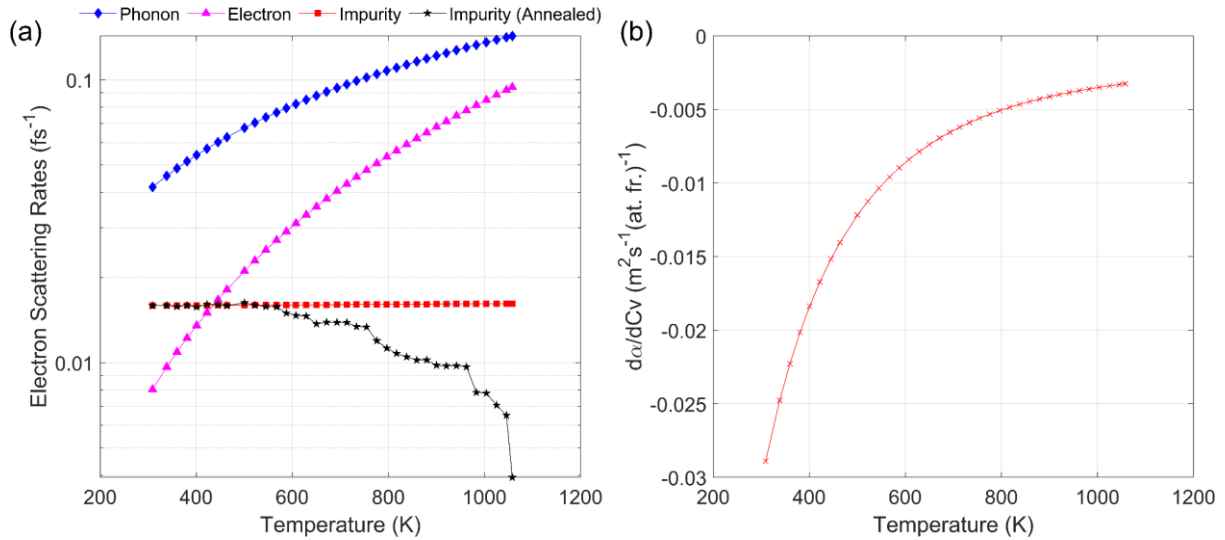 Phonon Electron Impurity Impurity (Annealed)
(a)
Electron Scattering Rates (fs⁻¹)
0.1
0.01
200 400 600 800 1000 1200
Temperature (K)
(b)
dα/dCv (m²s⁻¹(at. fr.)⁻¹)
0
-0.005
-0.01
-0.015
-0.02
-0.025
-0.03
200 400 600 800 1000 1200
Temperature (K)